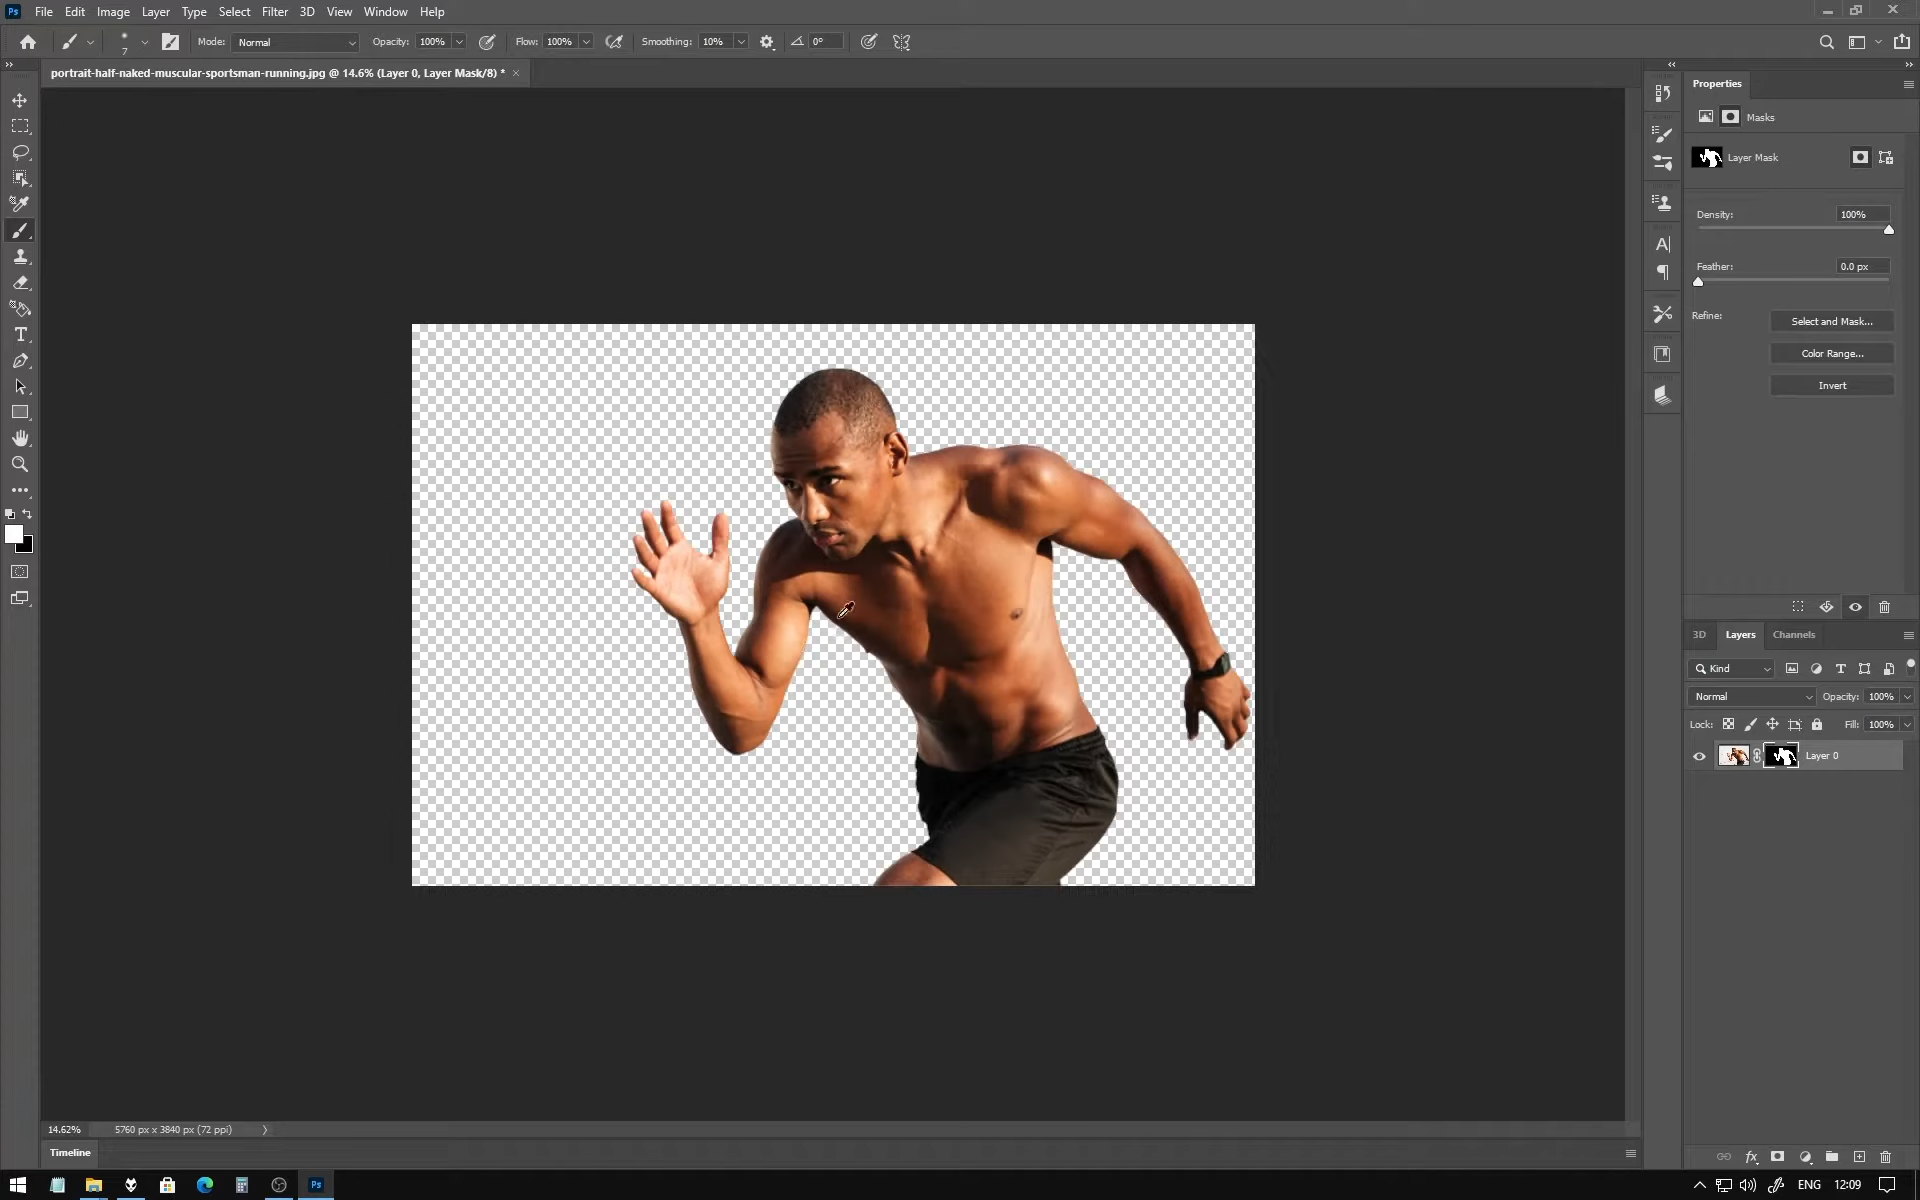 Ps File Edit Image Layer Type Select Filter 3D View Window Help
7 Mode: Normal Opacity: 100% Flow: 100% Smoothing: 10% 0°
portrait-half-naked-muscular-sportsman-running.jpg @ 14.6% (Layer 0, Layer Mask/8) * ×
Properties
Masks
Layer Mask
Density: 100%
Feather: 0.0 px
Refine: Select and Mask...
Color Range...
Invert
3D Layers Channels
Kind
Normal Opacity: 100%
Lock: Fill: 100%
Layer 0
14.62% 5760 px x 3840 px (72 ppi)
Timeline
Ps ENG 12:09